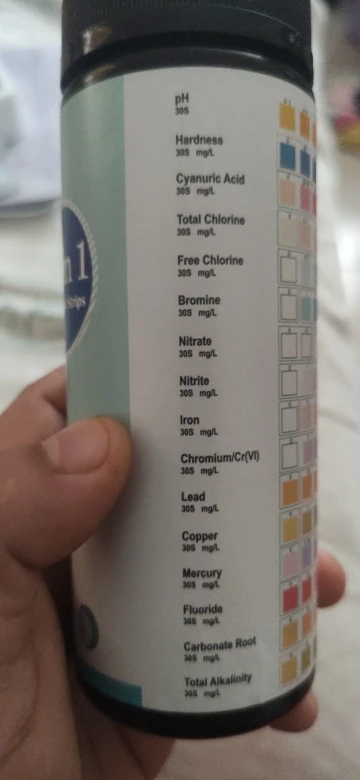 pH
30S
Hardness
30S mg/L
Cyanuric Acid
30S mg/L
Total Chlorine
30S mg/L
Free Chlorine
30S mg/L
Bromine
30S mg/L
Nitrate
30S mg/L
Nitrite
30S mg/L
Iron
30S mg/L
Chromium/Cr(VI)
30S mg/L
Lead
30S mg/L
Copper
30S mg/L
Mercury
30S mg/L
Fluoride
30S mg/L
Carbonate Root
30S mg/L
Total Alkalinity
30S mg/L
n 1
Strips